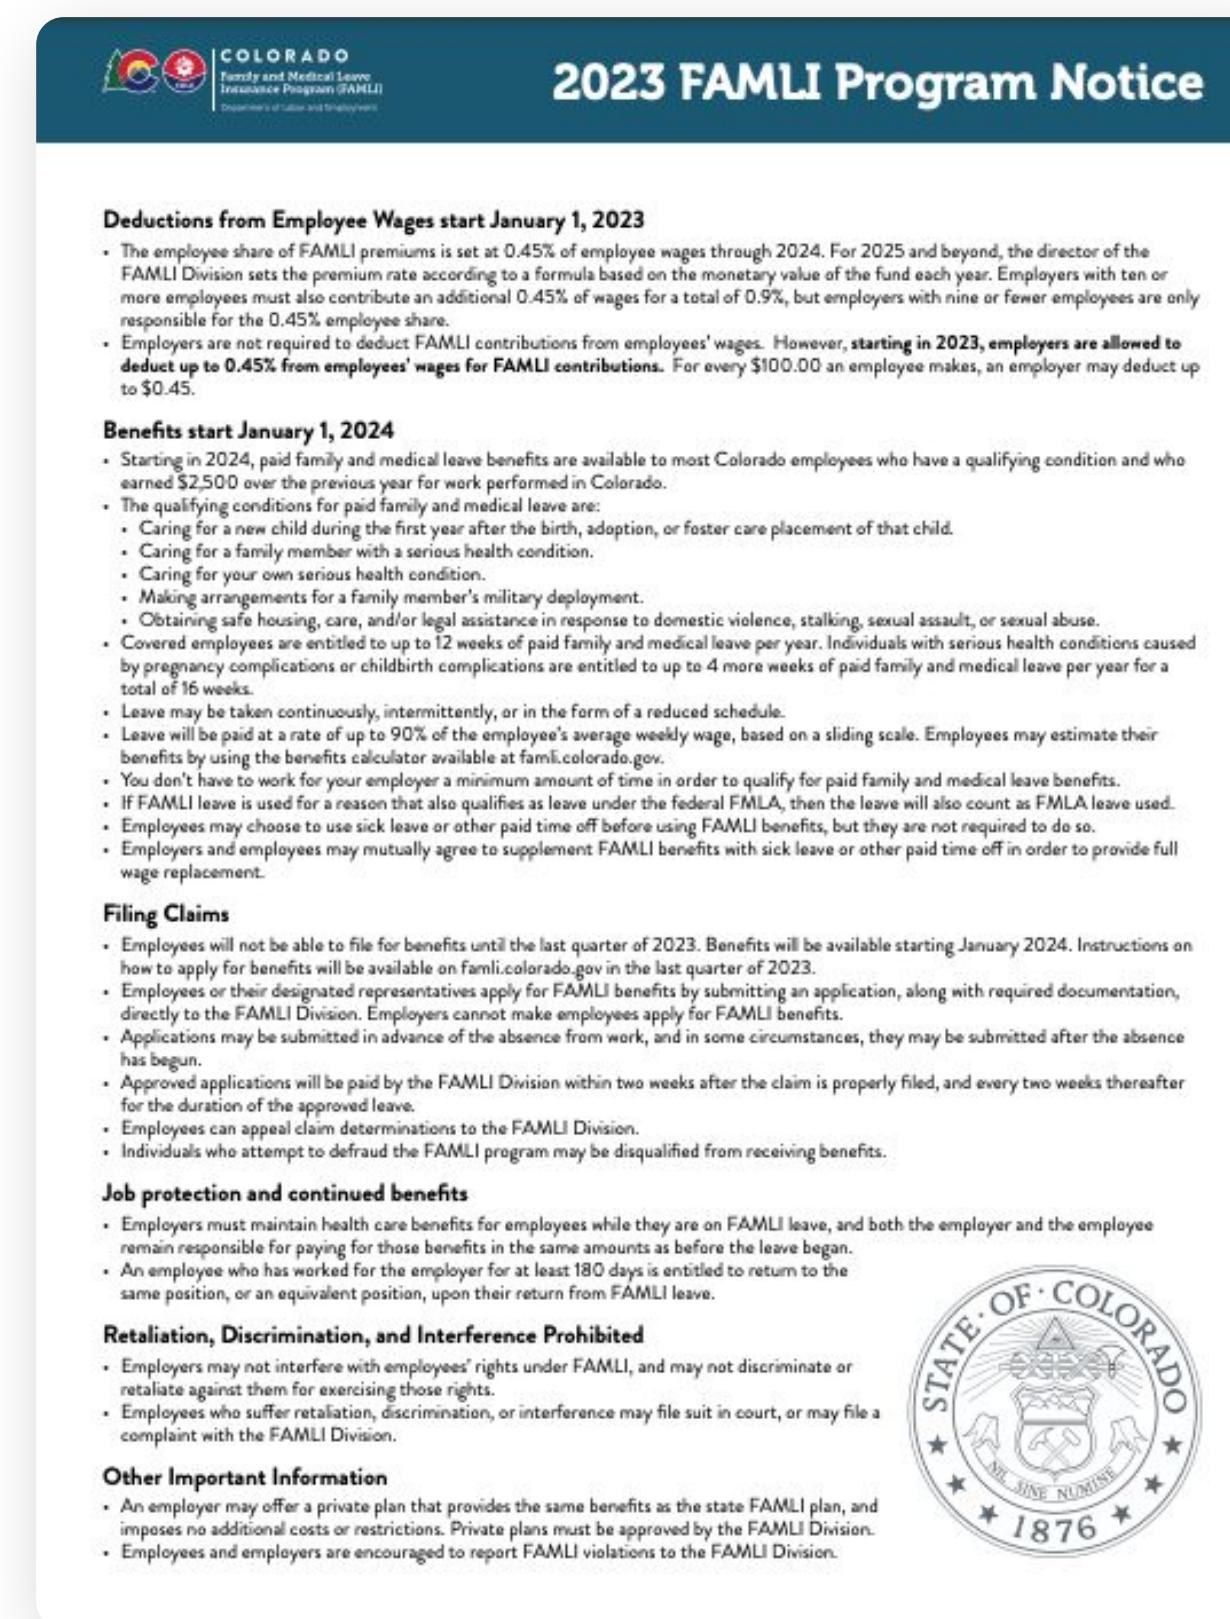 COLORADO
Family and Medical Leave
Insurance Program (FAMLI)
Department of Labor and Employment
2023 FAMLI Program Notice
Deductions from Employee Wages start January 1, 2023
• The employee share of FAMLI premiums is set at 0.45% of employee wages through 2024. For 2025 and beyond, the director of the
FAMLI Division sets the premium rate according to a formula based on the monetary value of the fund each year. Employers with ten or
more employees must also contribute an additional 0.45% of wages for a total of 0.9%, but employers with nine or fewer employees are only
responsible for the 0.45% employee share.
• Employers are not required to deduct FAMLI contributions from employees' wages. However, starting in 2023, employers are allowed to
deduct up to 0.45% from employees' wages for FAMLI contributions. For every $100.00 an employee makes, an employer may deduct up
to $0.45.
Benefits start January 1, 2024
• Starting in 2024, paid family and medical leave benefits are available to most Colorado employees who have a qualifying condition and who
earned $2,500 over the previous year for work performed in Colorado.
• The qualifying conditions for paid family and medical leave are:
• Caring for a new child during the first year after the birth, adoption, or foster care placement of that child.
• Caring for a family member with a serious health condition.
• Caring for your own serious health condition.
• Making arrangements for a family member's military deployment.
• Obtaining safe housing, care, and/or legal assistance in response to domestic violence, stalking, sexual assault, or sexual abuse.
• Covered employees are entitled to up to 12 weeks of paid family and medical leave per year. Individuals with serious health conditions caused
by pregnancy complications or childbirth complications are entitled to up to 4 more weeks of paid family and medical leave per year for a
total of 16 weeks.
• Leave may be taken continuously, intermittently, or in the form of a reduced schedule.
• Leave will be paid at a rate of up to 90% of the employee's average weekly wage, based on a sliding scale. Employees may estimate their
benefits by using the benefits calculator available at famli.colorado.gov.
• You don't have to work for your employer a minimum amount of time in order to qualify for paid family and medical leave benefits.
• If FAMLI leave is used for a reason that also qualifies as leave under the federal FMLA, then the leave will also count as FMLA leave used.
• Employees may choose to use sick leave or other paid time off before using FAMLI benefits, but they are not required to do so.
• Employers and employees may mutually agree to supplement FAMLI benefits with sick leave or other paid time off in order to provide full
wage replacement.
Filing Claims
• Employees will not be able to file for benefits until the last quarter of 2023. Benefits will be available starting January 2024. Instructions on
how to apply for benefits will be available on famli.colorado.gov in the last quarter of 2023.
• Employees or their designated representatives apply for FAMLI benefits by submitting an application, along with required documentation,
directly to the FAMLI Division. Employers cannot make employees apply for FAMLI benefits.
• Applications may be submitted in advance of the absence from work, and in some circumstances, they may be submitted after the absence
has begun.
• Approved applications will be paid by the FAMLI Division within two weeks after the claim is properly filed, and every two weeks thereafter
for the duration of the approved leave.
• Employees can appeal claim determinations to the FAMLI Division.
• Individuals who attempt to defraud the FAMLI program may be disqualified from receiving benefits.
Job protection and continued benefits
• Employers must maintain health care benefits for employees while they are on FAMLI leave, and both the employer and the employee
remain responsible for paying for those benefits in the same amounts as before the leave began.
• An employee who has worked for the employer for at least 180 days is entitled to return to the
same position, or an equivalent position, upon their return from FAMLI leave.
Retaliation, Discrimination, and Interference Prohibited
• Employers may not interfere with employees' rights under FAMLI, and may not discriminate or
retaliate against them for exercising those rights.
• Employees who suffer retaliation, discrimination, or interference may file suit in court, or may file a
complaint with the FAMLI Division.
Other Important Information
• An employer may offer a private plan that provides the same benefits as the state FAMLI plan, and
imposes no additional costs or restrictions. Private plans must be approved by the FAMLI Division.
• Employees and employers are encouraged to report FAMLI violations to the FAMLI Division.
STATE · OF · COLORADO
NIL SINE NUMINE
1876